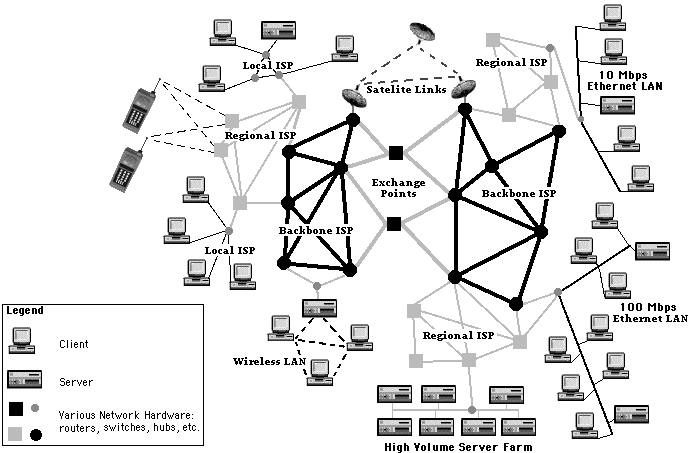 Local ISP
Satelite Links
Regional ISP
10 Mbps
Ethernet LAN
Regional ISP
Exchange
Points
Backbone ISP
Backbone ISP
Local ISP
100 Mbps
Ethernet LAN
Regional ISP
Wireless LAN
High Volume Server Farm
Legend
Client
Server
Various Network Hardware:
routers, switches, hubs, etc.